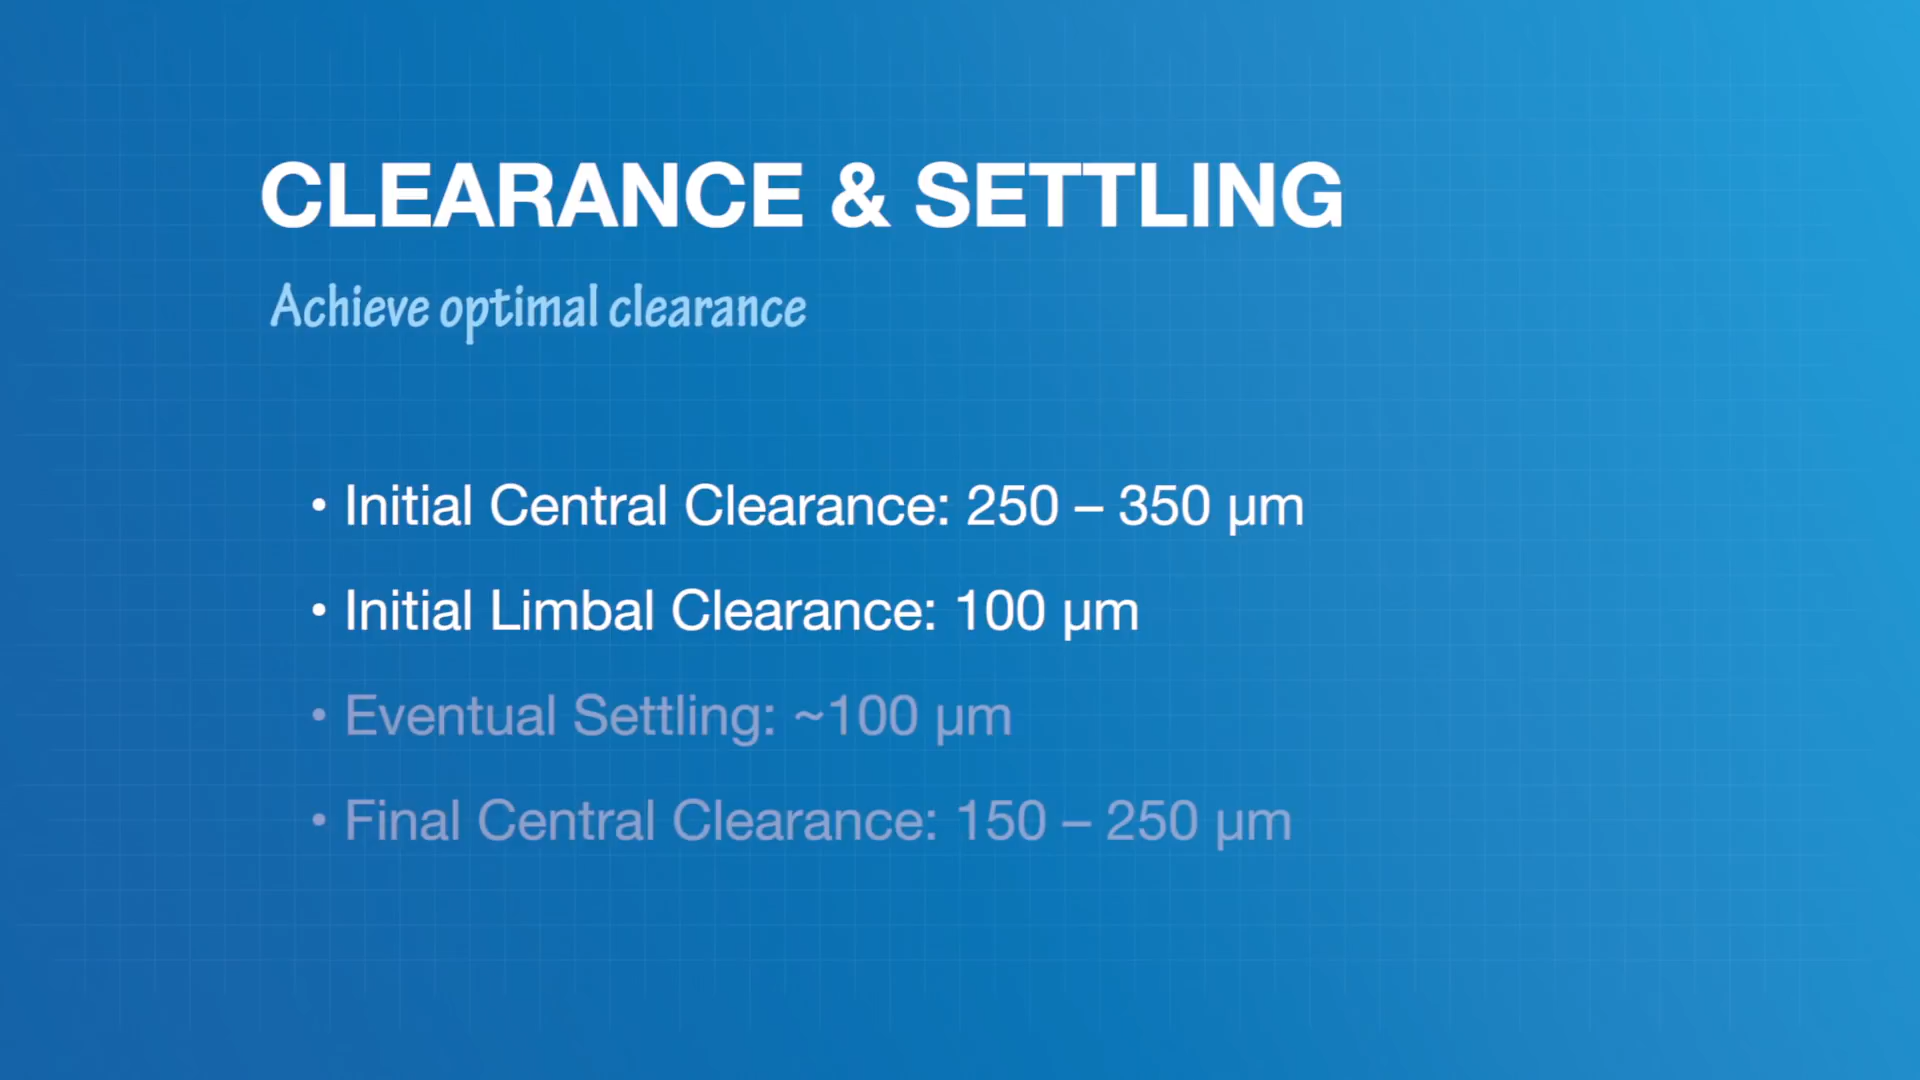 CLEARANCE & SETTLING
Achieve optimal clearance
• Initial Central Clearance: 250 – 350 µm
• Initial Limbal Clearance: 100 µm
• Eventual Settling: ~100 µm
• Final Central Clearance: 150 – 250 µm